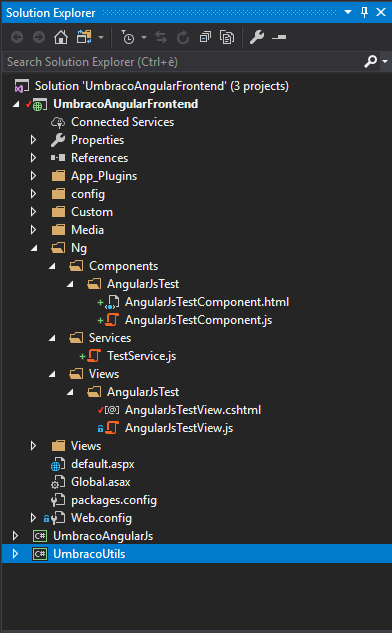 Solution Explorer
Search Solution Explorer (Ctrl+è)
Solution 'UmbracoAngularFrontend' (3 projects)
UmbracoAngularFrontend
Connected Services
Properties
References
App_Plugins
config
Custom
Media
Ng
Components
AngularJsTest
AngularJsTestComponent.html
AngularJsTestComponent.js
Services
TestService.js
Views
AngularJsTest
AngularJsTestView.cshtml
AngularJsTestView.js
Views
default.aspx
Global.asax
packages.config
Web.config
C# UmbracoAngularJs
C# UmbracoUtils